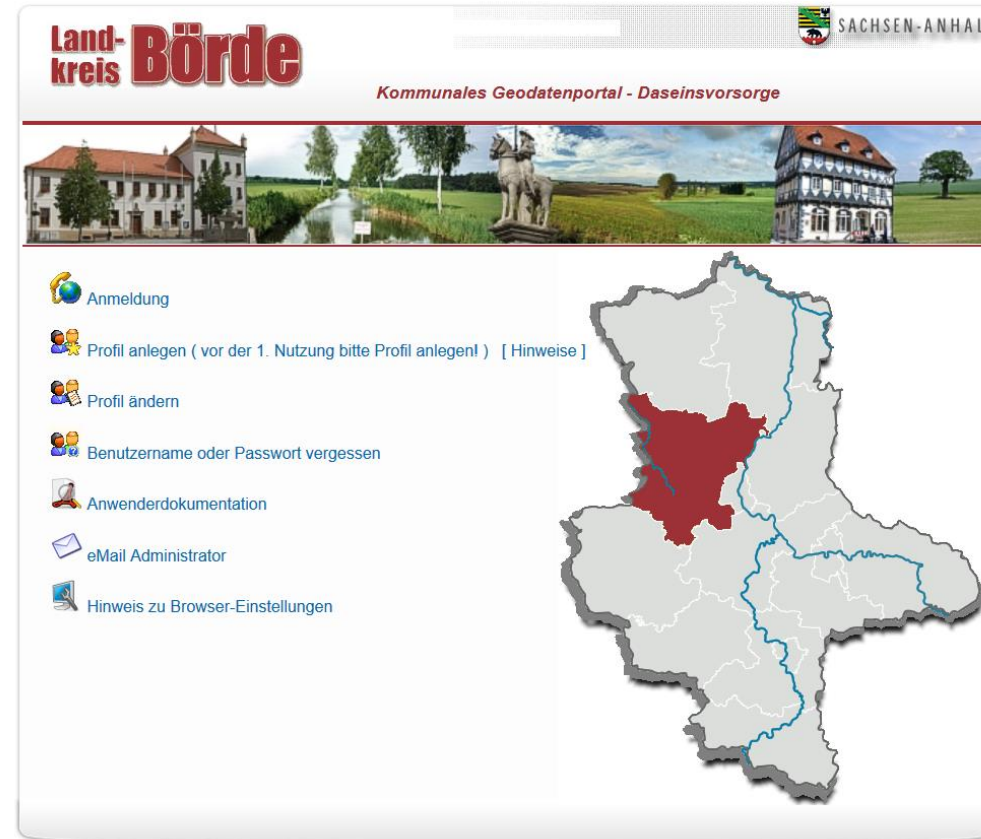 Land-
kreis Börde
SACHSEN-ANHAL
Kommunales Geodatenportal - Daseinsvorsorge
Anmeldung
Profil anlegen ( vor der 1. Nutzung bitte Profil anlegen! ) [ Hinweise ]
Profil ändern
Benutzername oder Passwort vergessen
Anwenderdokumentation
eMail Administrator
Hinweis zu Browser-Einstellungen